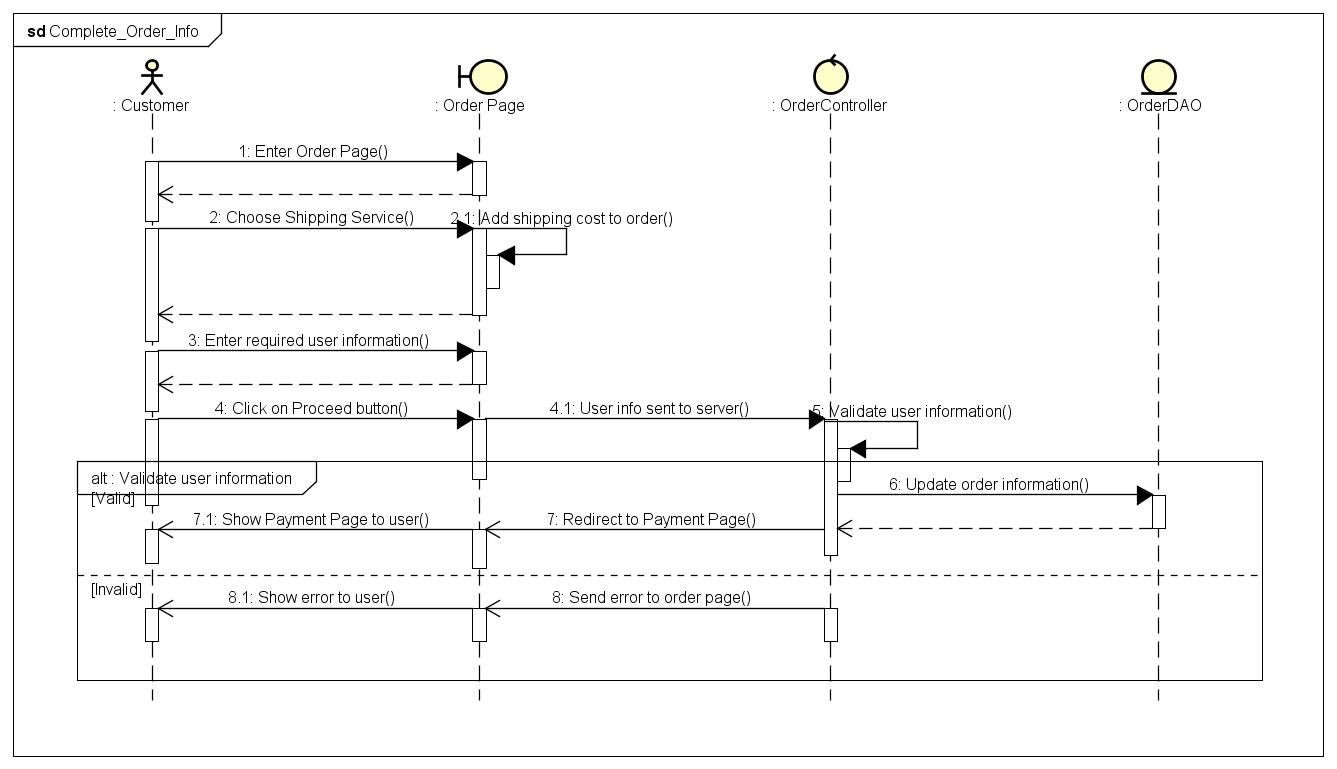 sd Complete_Order_Info
: Customer
: Order Page
: OrderController
: OrderDAO
1: Enter Order Page()
2: Choose Shipping Service()
2.1: Add shipping cost to order()
3: Enter required user information()
4: Click on Proceed button()
4.1: User info sent to server()
5: Validate user information()
alt : Validate user information
[Valid]
6: Update order information()
7.1: Show Payment Page to user()
7: Redirect to Payment Page()
[Invalid]
8.1: Show error to user()
8: Send error to order page()